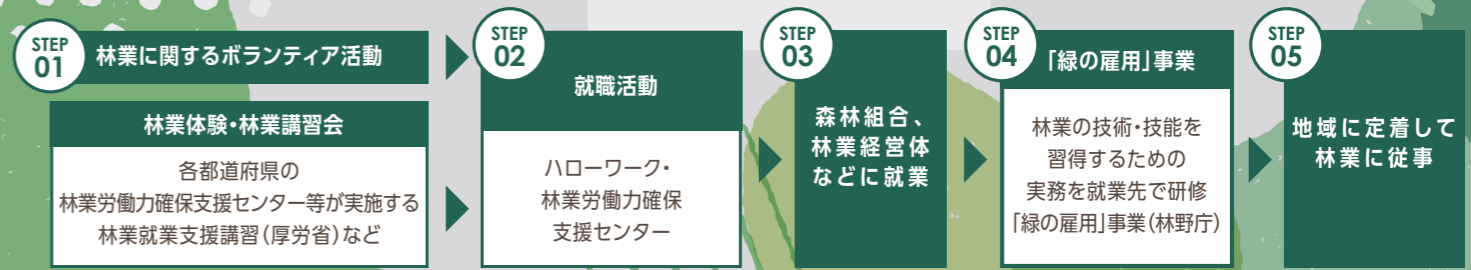 STEP
01
林業に関するボランティア活動
林業体験・林業講習会
各都道府県の
林業労働力確保支援センター等が実施する
林業就業支援講習(厚労省)など
STEP
02
就職活動
ハローワーク・
林業労働力確保
支援センター
STEP
03
森林組合、
林業経営体
などに就業
STEP
04
「緑の雇用」事業
林業の技術・技能を
習得するための
実務を就業先で研修
「緑の雇用」事業(林野庁)
STEP
05
地域に定着して
林業に従事